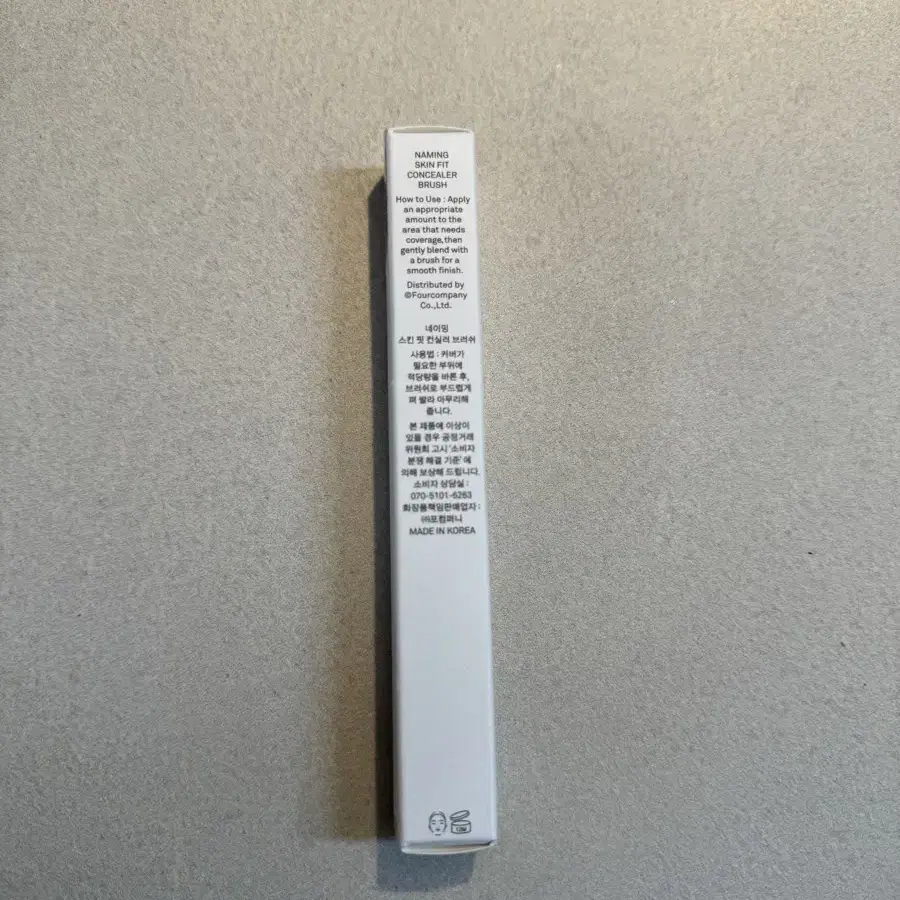 NAMING
SKIN FIT
CONCEALER
BRUSH
How to Use : Apply
an appropriate
amount to the
area that needs
coverage,then
gently blend with
a brush for a
smooth finish.
Distributed by
©Fourcompany
Co.,Ltd.
네이밍
스킨 핏 컨실러 브러쉬
사용법 : 커버가
필요한 부위에
적당량을 바른 후,
브러쉬로 부드럽게
펴 발라 마무리해
줍니다.
본 제품에 이상이
있을 경우 공정거래
위원회 고시 '소비자
분쟁 해결 기준' 에
의해 보상해 드립니다.
소비자 상담실 :
070-5101-6263
화장품책임판매업자 :
㈜포컴퍼니
MADE IN KOREA